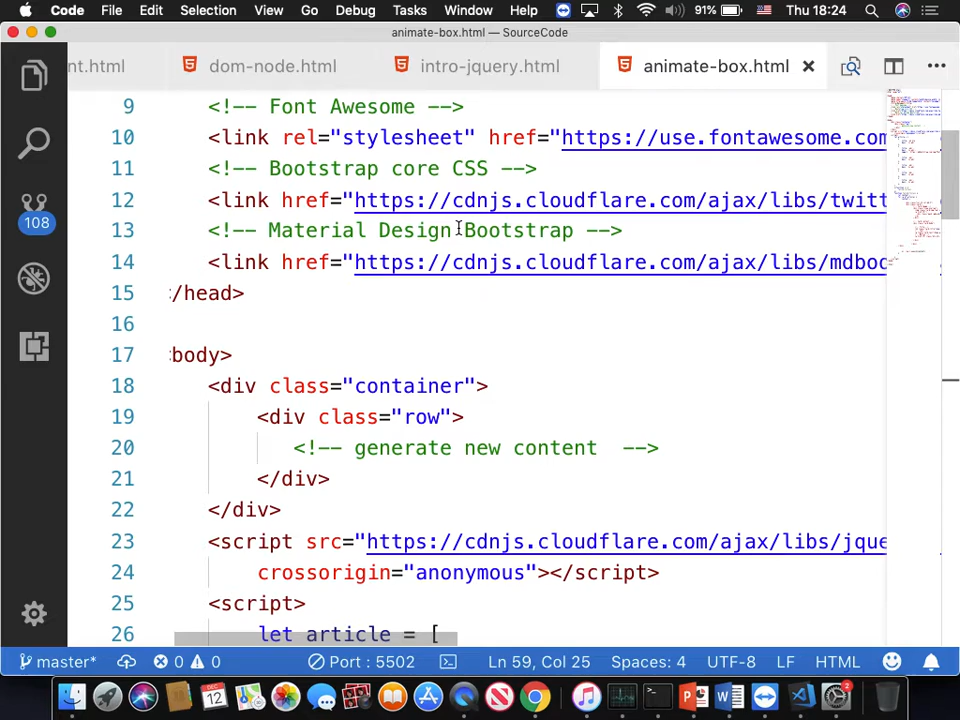 Code File Edit Selection View Go Debug Tasks Window Help 91% Thu 18:24
animate-box.html — SourceCode
nt.html dom-node.html intro-jquery.html animate-box.html
9 <!-- Font Awesome -->
10 <link rel="stylesheet" href="https://use.fontawesome.com
11 <!-- Bootstrap core CSS -->
12 <link href="https://cdnjs.cloudflare.com/ajax/libs/twitt
13 <!-- Material Design Bootstrap -->
14 <link href="https://cdnjs.cloudflare.com/ajax/libs/mdboo
15 /head>
16
17 body>
18 <div class="container">
19 <div class="row">
20 <!-- generate new content -->
21 </div>
22 </div>
23 <script src="https://cdnjs.cloudflare.com/ajax/libs/jque
24 crossorigin="anonymous"></script>
25 <script>
26 let article = [
108
master* 0 0 Port : 5502 Ln 59, Col 25 Spaces: 4 UTF-8 LF HTML
DEC
12
2